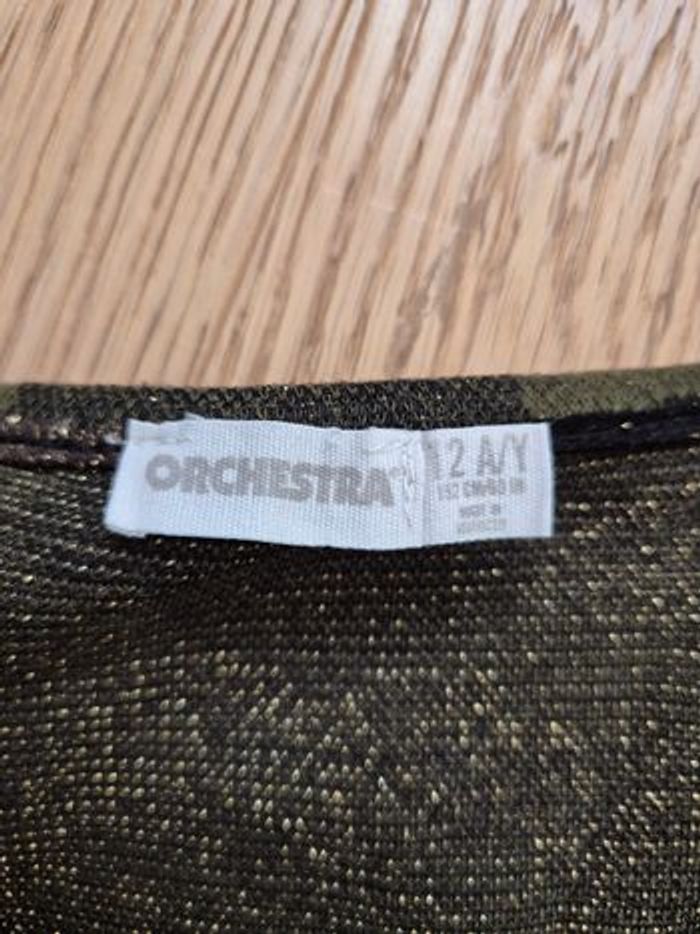 ORCHESTRA
12 A/Y
152 CM/60 IN
MADE IN